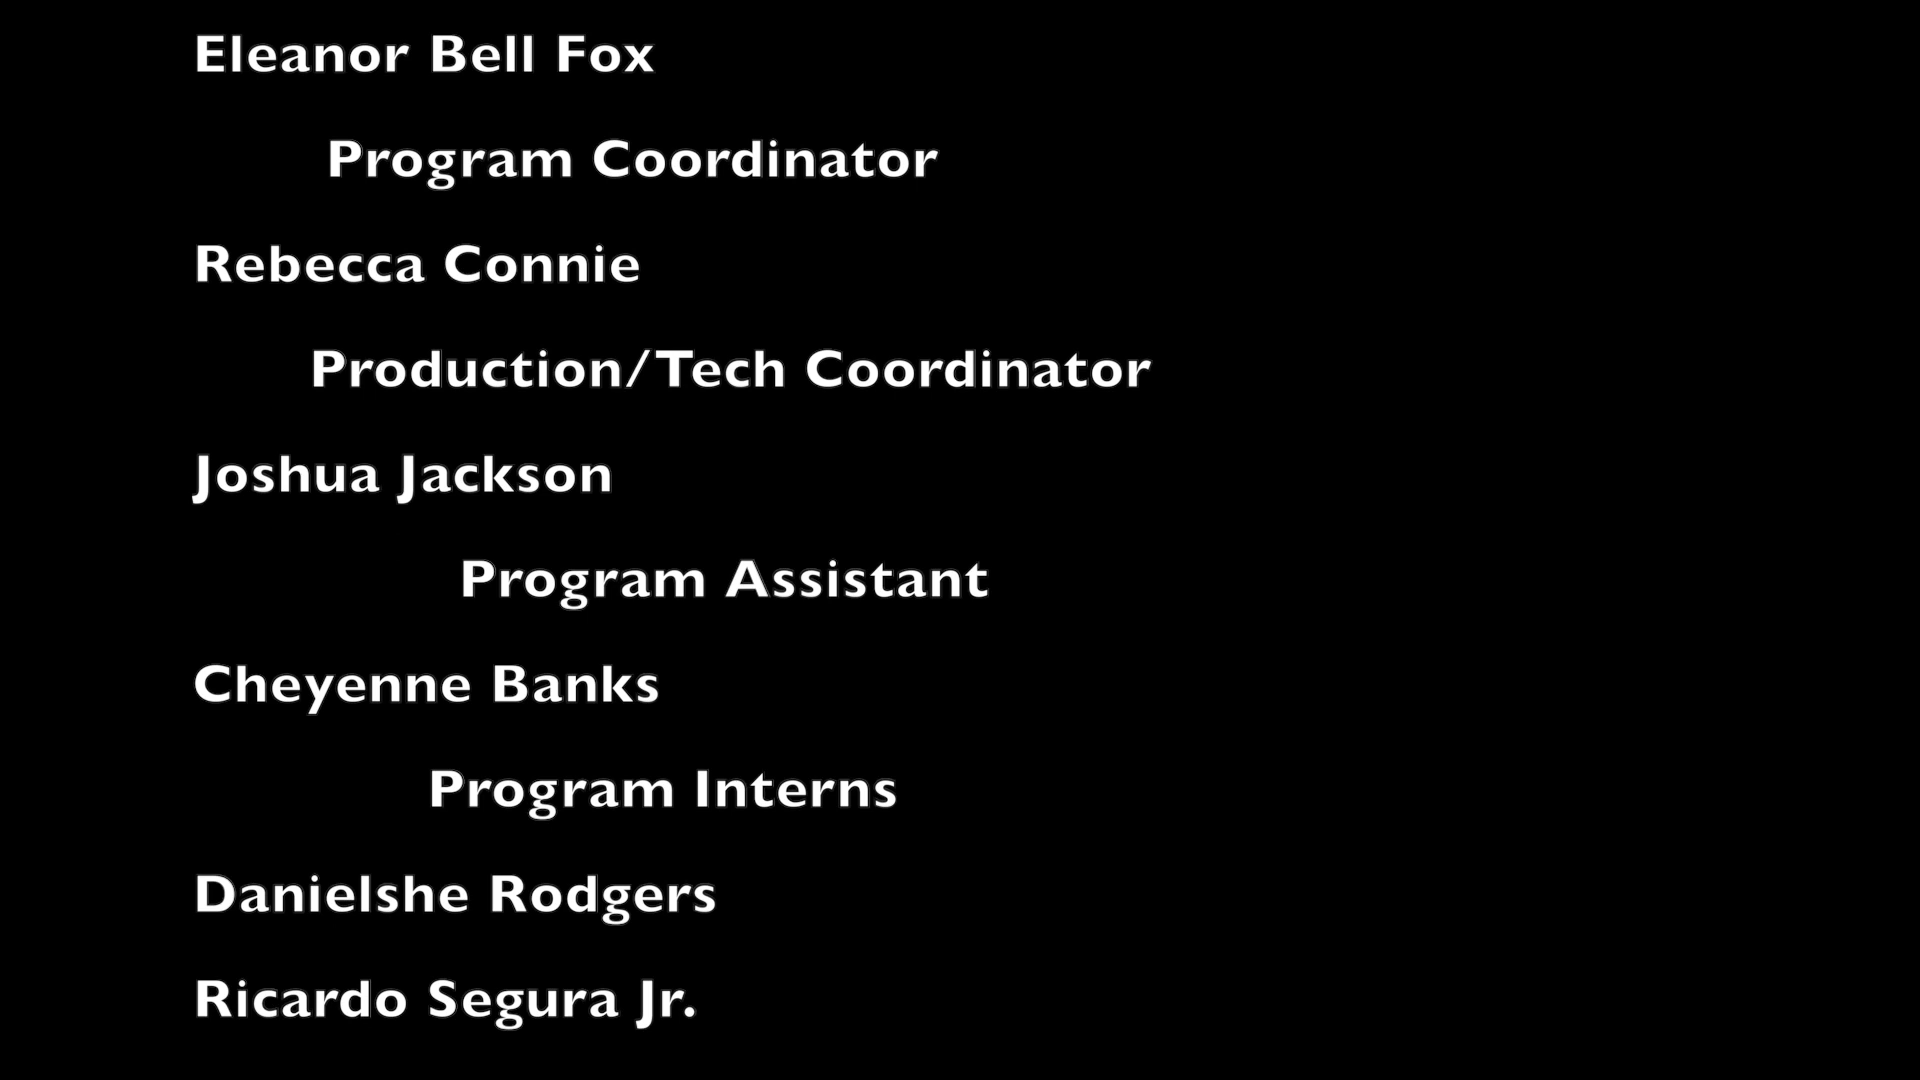 Eleanor Bell Fox
Program Coordinator
Rebecca Connie
Production/Tech Coordinator
Joshua Jackson
Program Assistant
Cheyenne Banks
Program Interns
Danielshe Rodgers
Ricardo Segura Jr.